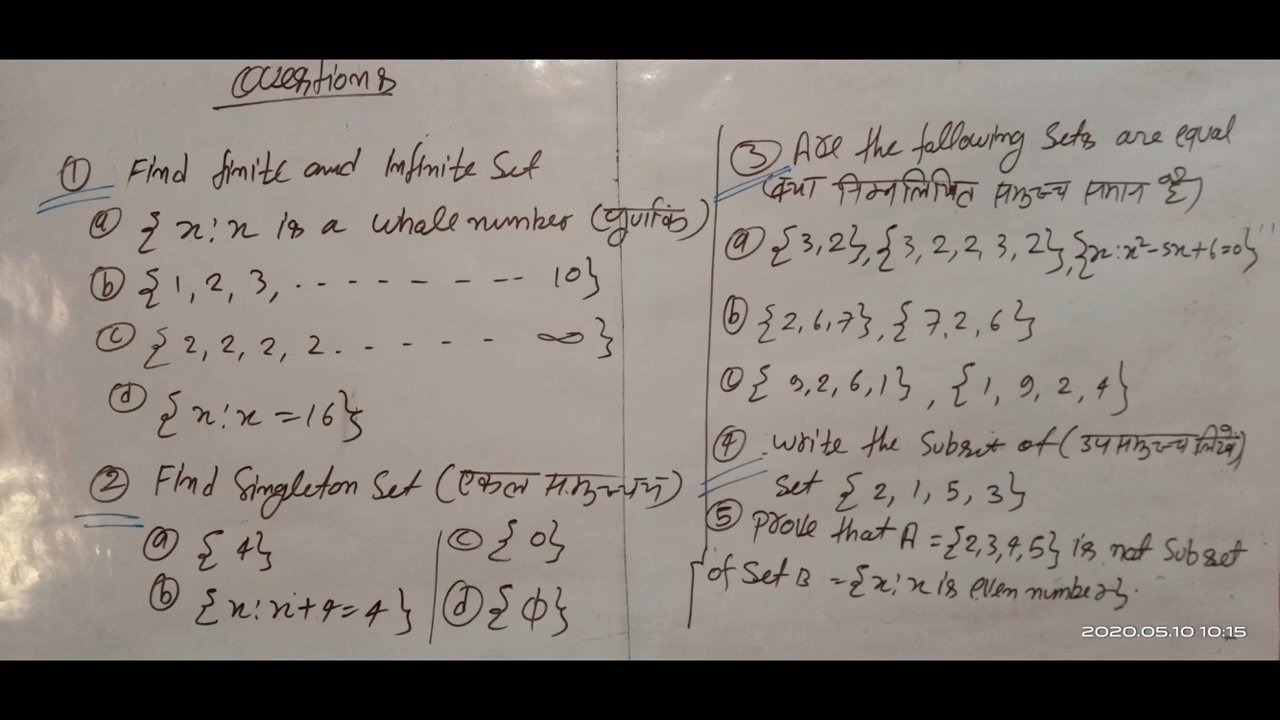 Questions
① Find finite and Infinite Set
ⓐ {x:x is a whole number (पूर्णांक)
ⓑ {1, 2, 3, . - - - - - - - - 10}
ⓒ {2, 2, 2, 2. - - - - - ∞}
ⓓ {x:x = 16}
② Find Singleton Set (एकल समुच्चय)
ⓐ {4}
ⓑ {x:x+4=4}
ⓒ {0}
ⓓ {ϕ}
③ Are the following Sets are equal
(क्या निम्नलिखित समुच्च समान है)
ⓐ {3,2}, {3, 2, 2, 3, 2}, {x:x²-5x+6=0}
ⓑ {2,6,7}, {7,2,6}
ⓒ {9,2,6,1}, {1, 9, 2, 4}
④ . write the Subset of (उपसमुच्चय लिखे)
set {2, 1, 5, 3}
⑤ prove that A = {2,3,4,5} is not Subset
of Set B = {x:x is even number}.
2020.05.10 10:15